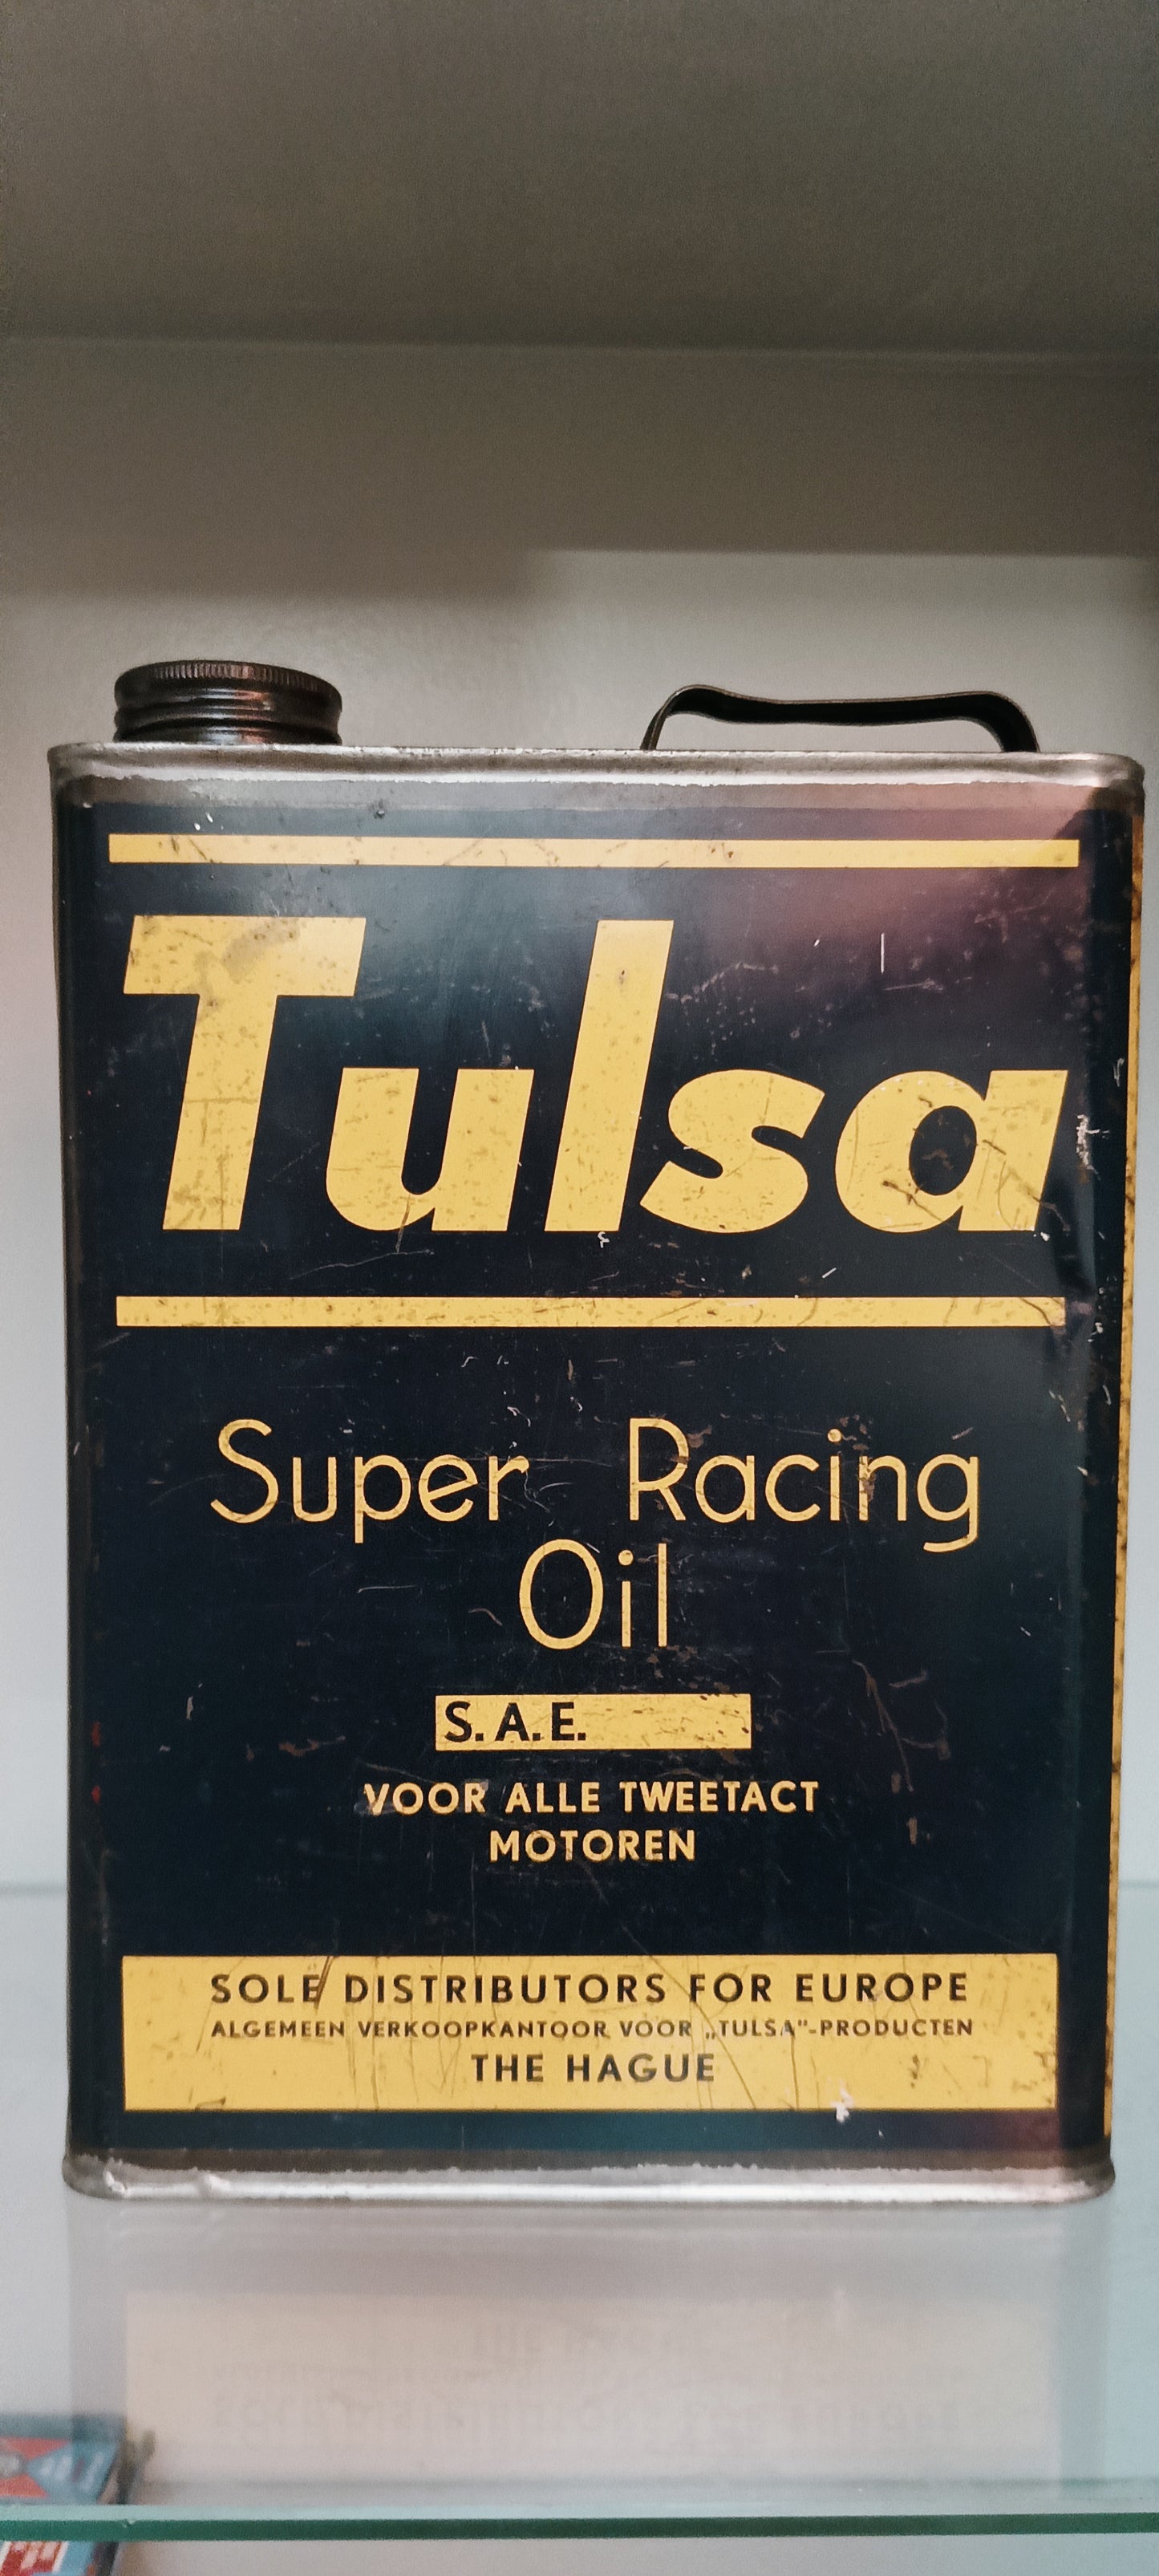 Tulsa
Super Racing
Oil
S.A.E.
VOOR ALLE TWEETACT
MOTOREN
SOLE DISTRIBUTORS FOR EUROPE
ALGEMEEN VERKOOPKANTOOR VOOR „TULSA"-PRODUCTEN
THE HAGUE